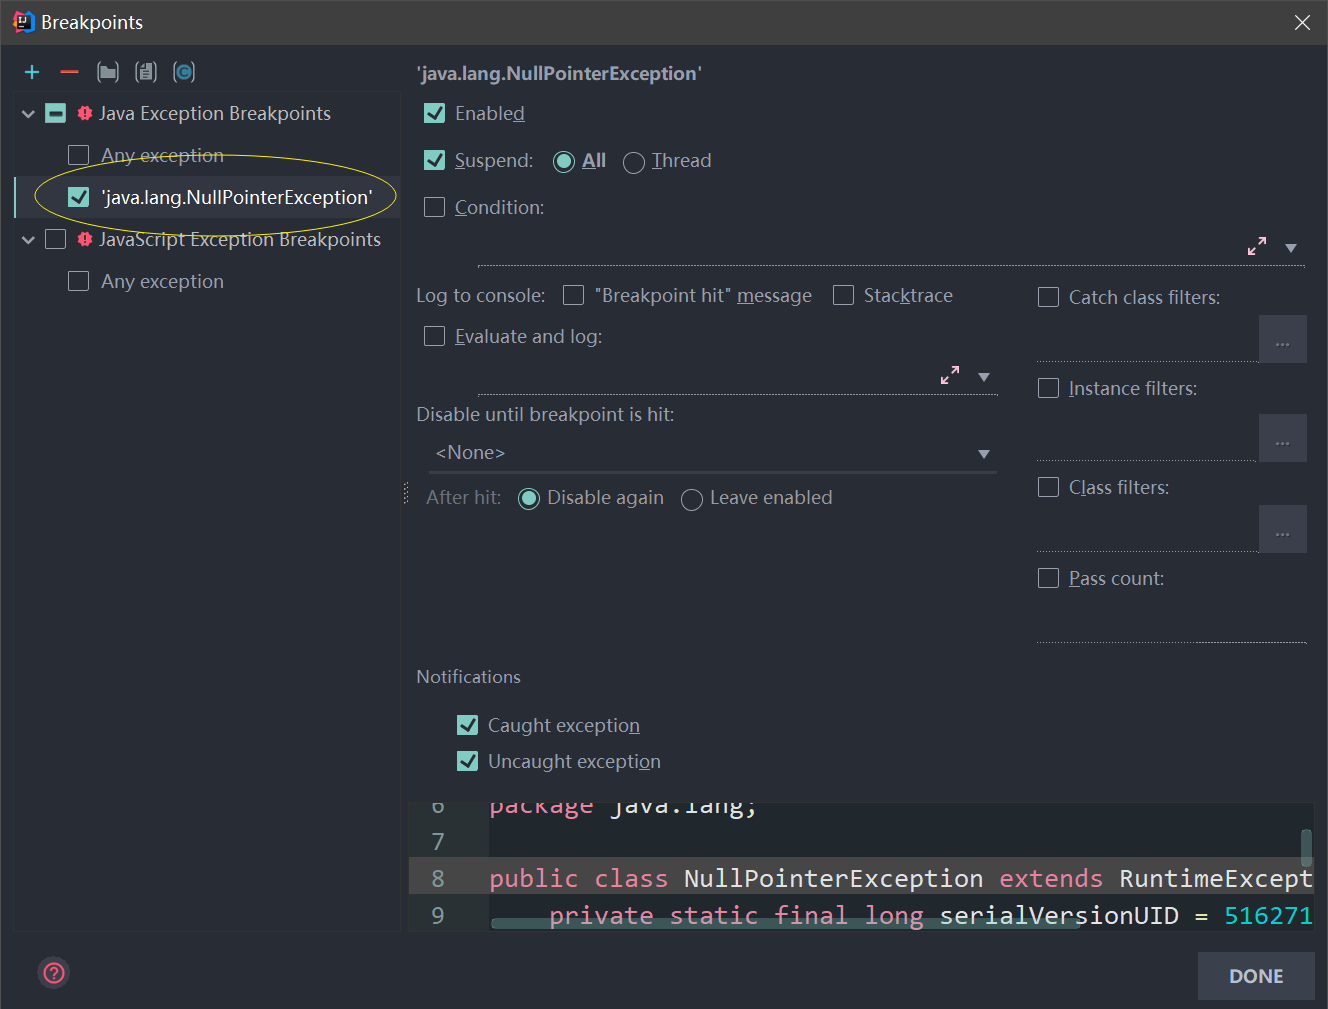 Breakpoints
'java.lang.NullPointerException'
Java Exception Breakpoints
Any exception
'java.lang.NullPointerException'
JavaScript Exception Breakpoints
Any exception
Enabled
Suspend: All Thread
Condition:
Log to console: "Breakpoint hit" message Stacktrace
Evaluate and log:
Disable until breakpoint is hit:
<None>
After hit: Disable again Leave enabled
Catch class filters:
...
Instance filters:
...
Class filters:
...
Pass count:
Notifications
Caught exception
Uncaught exception
6 package java.lang;
7
8 public class NullPointerException extends RuntimeExcept
9 private static final long serialVersionUID = 516271
?
DONE